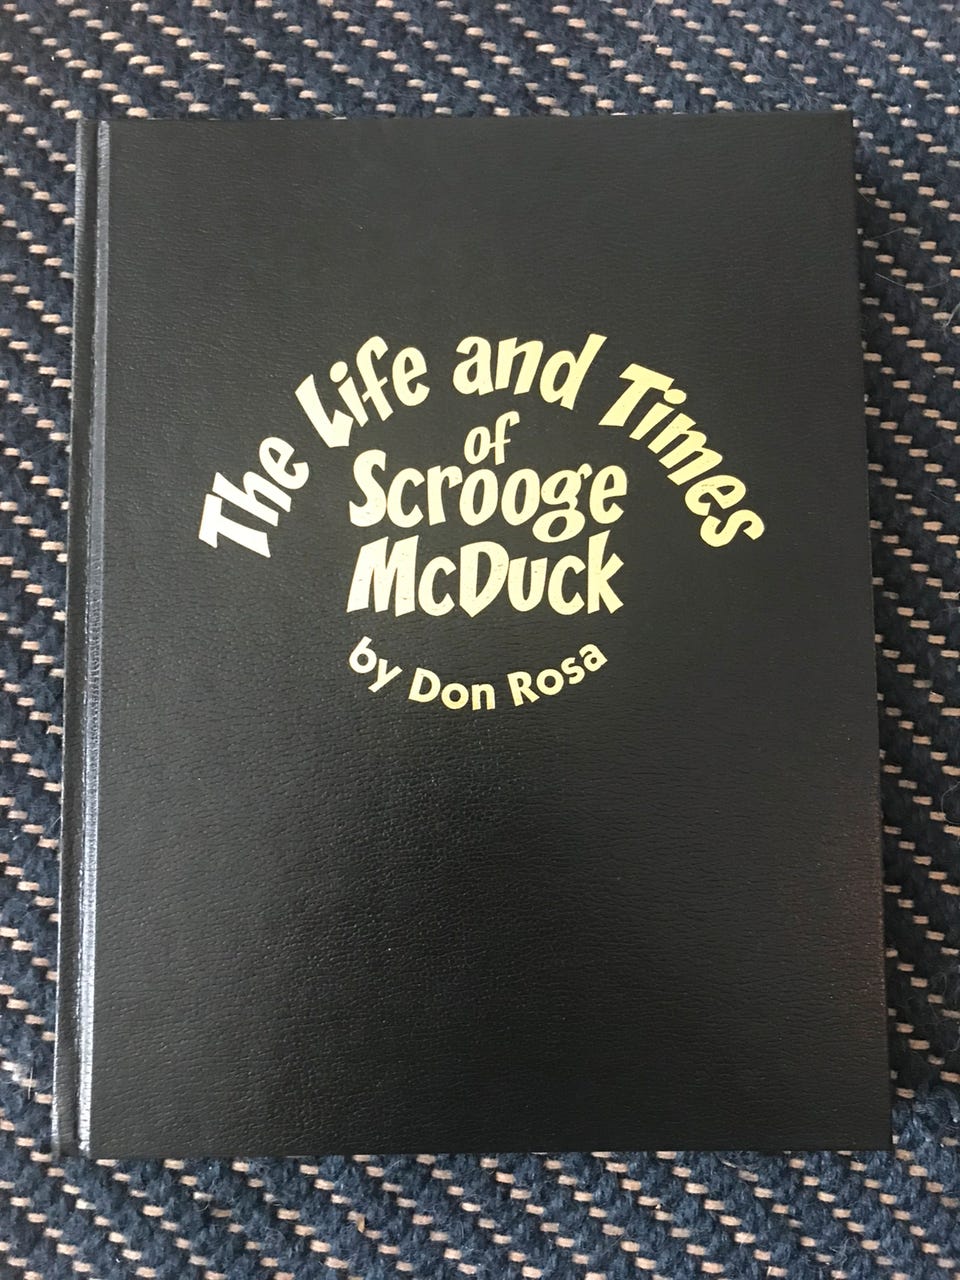 The Life and Times
of
Scrooge
McDuck
by Don Rosa